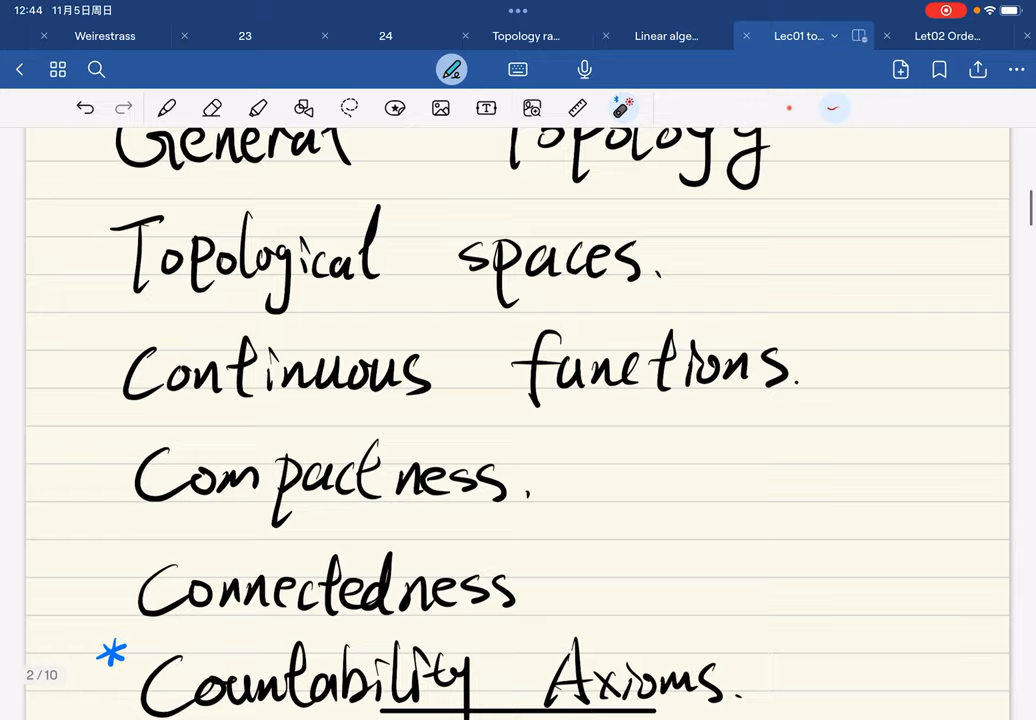 12:44 11月5日周日
Weirestrass
23
24
Topology ra...
Linear alge...
Lec01 to...
Let02 Orde...
General Topology
Topological spaces.
Continuous functions.
Compactness.
Connectedness
* Countability Axioms.
2 / 10